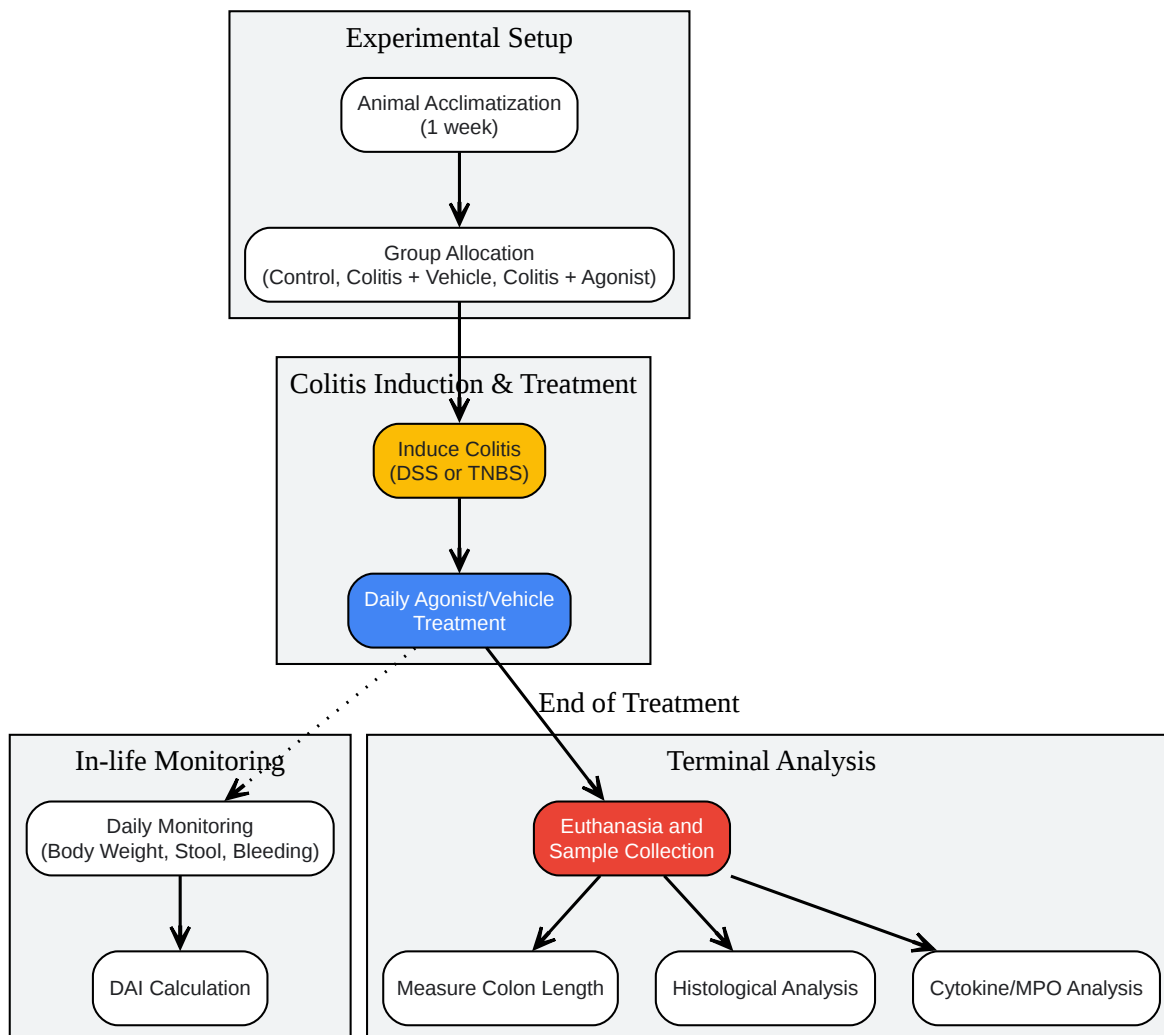 Experimental Setup
Animal Acclimatization
(1 week)
Group Allocation
(Control, Colitis + Vehicle, Colitis + Agonist)
Colitis Induction & Treatment
Induce Colitis
(DSS or TNBS)
Daily Agonist/Vehicle
Treatment
End of Treatment
In-life Monitoring
Daily Monitoring
(Body Weight, Stool, Bleeding)
DAI Calculation
Terminal Analysis
Euthanasia and
Sample Collection
Measure Colon Length
Histological Analysis
Cytokine/MPO Analysis